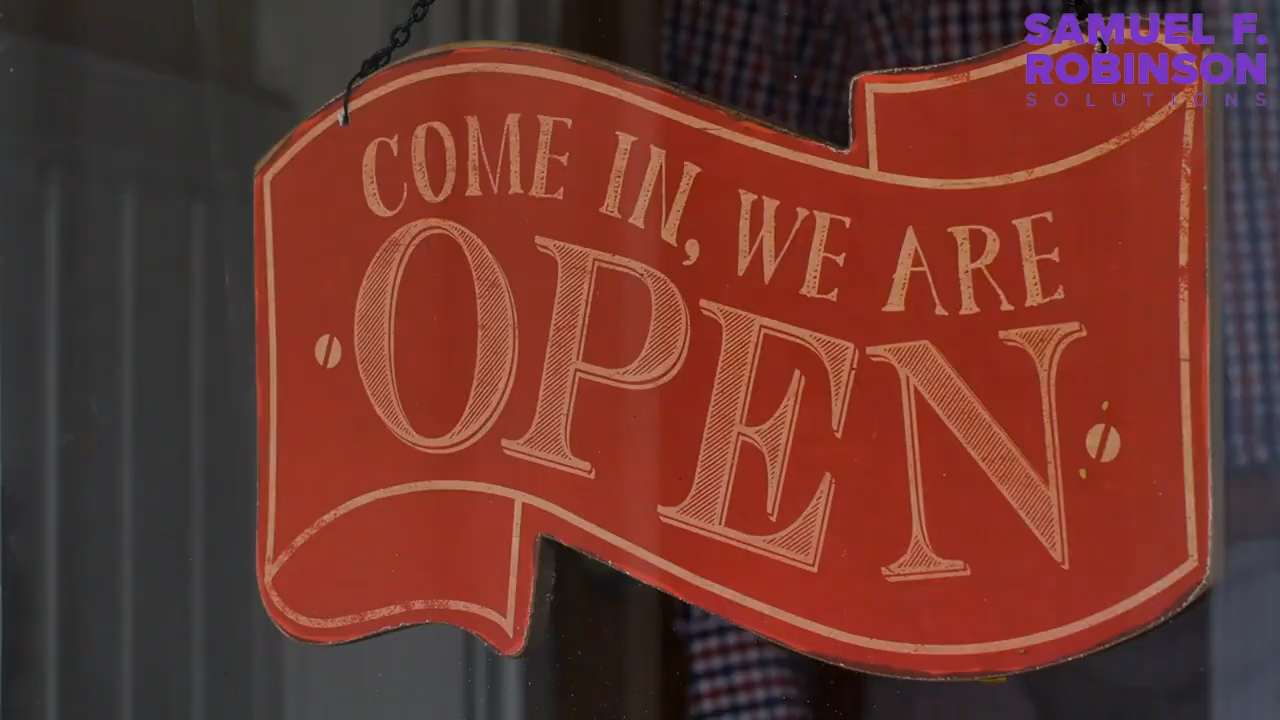 SAMUEL F.
ROBINSON
SOLUTIONS
COME IN, WE ARE
OPEN